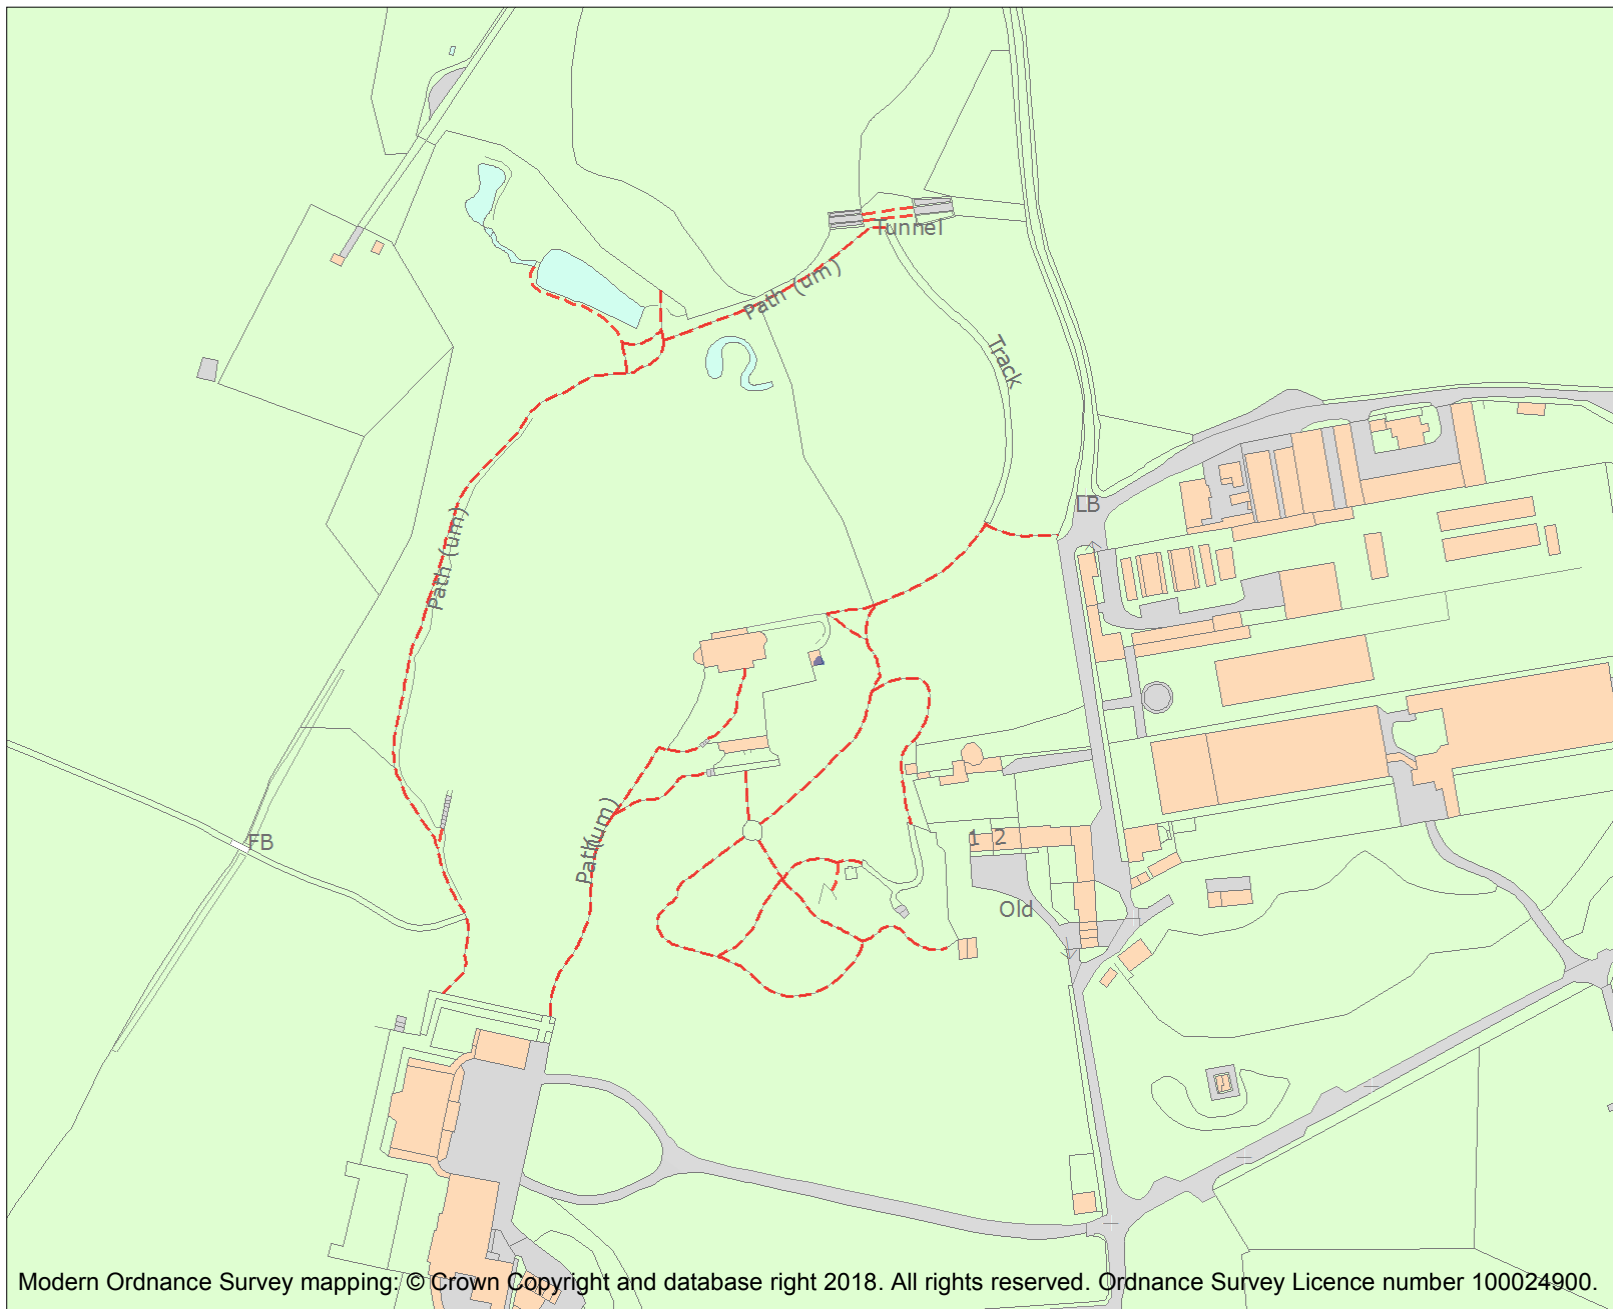 Tunnel
Path (um)
Track
LB
Path (um)
Path(um)
FB
1 2
Old
Modern Ordnance Survey mapping: © Crown Copyright and database right 2018. All rights reserved. Ordnance Survey Licence number 100024900.